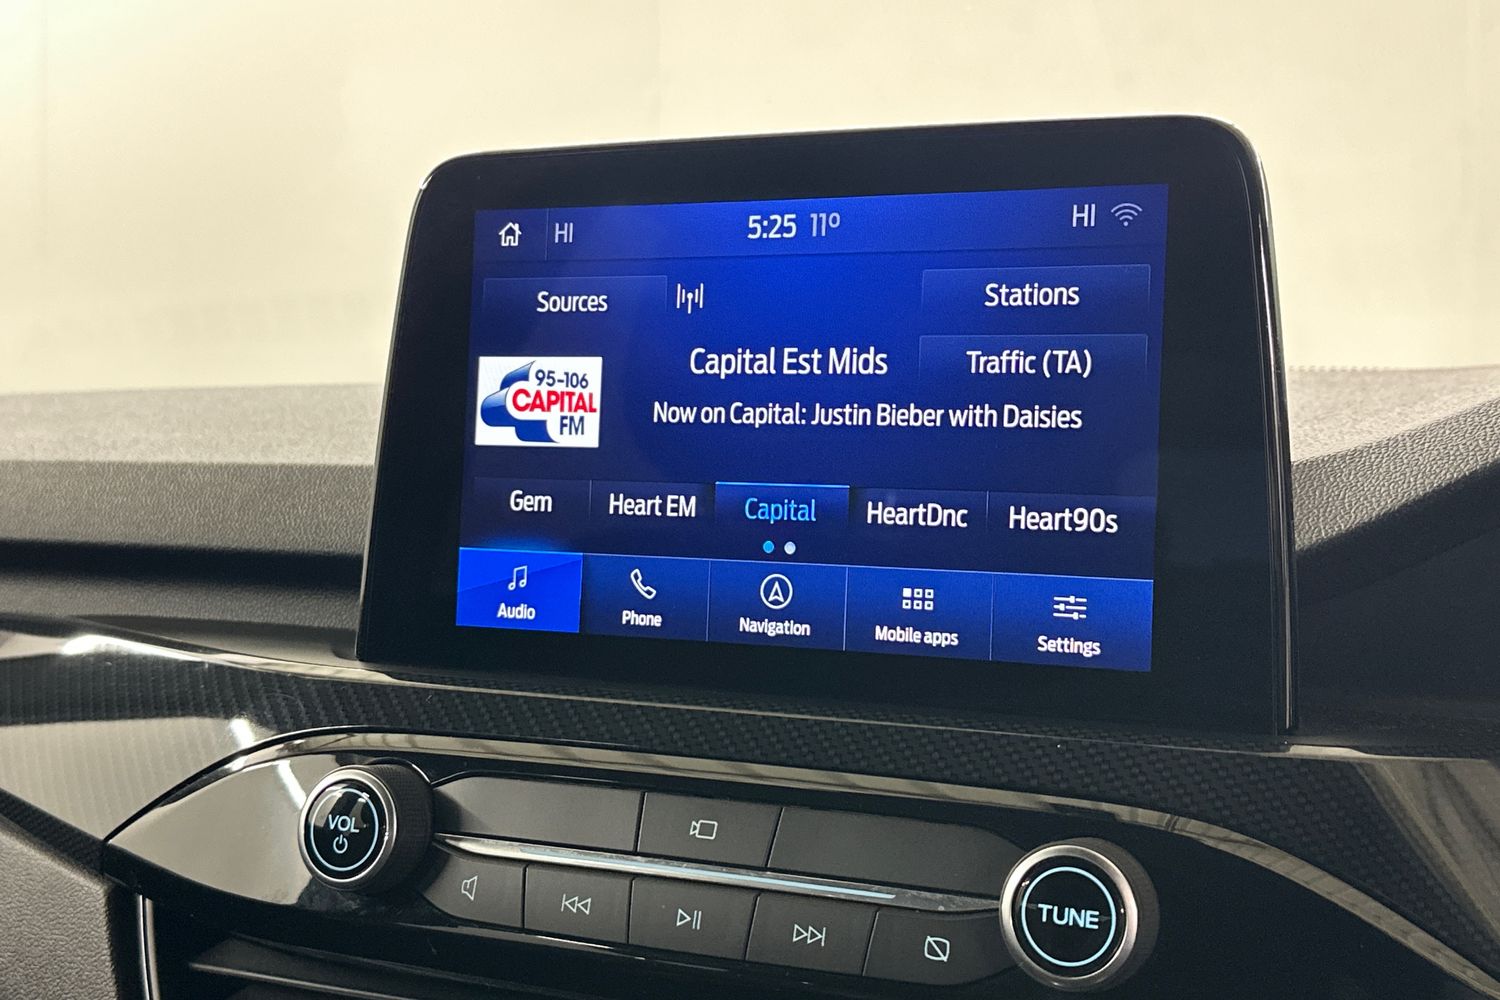 HI 5:25 11° HI
Sources Stations
Capital Est Mids Traffic (TA)
95-106
CAPITAL
FM
Now on Capital: Justin Bieber with Daisies
Gem Heart EM Capital HeartDnc Heart90s
Audio Phone Navigation Mobile apps Settings
VOL
TUNE